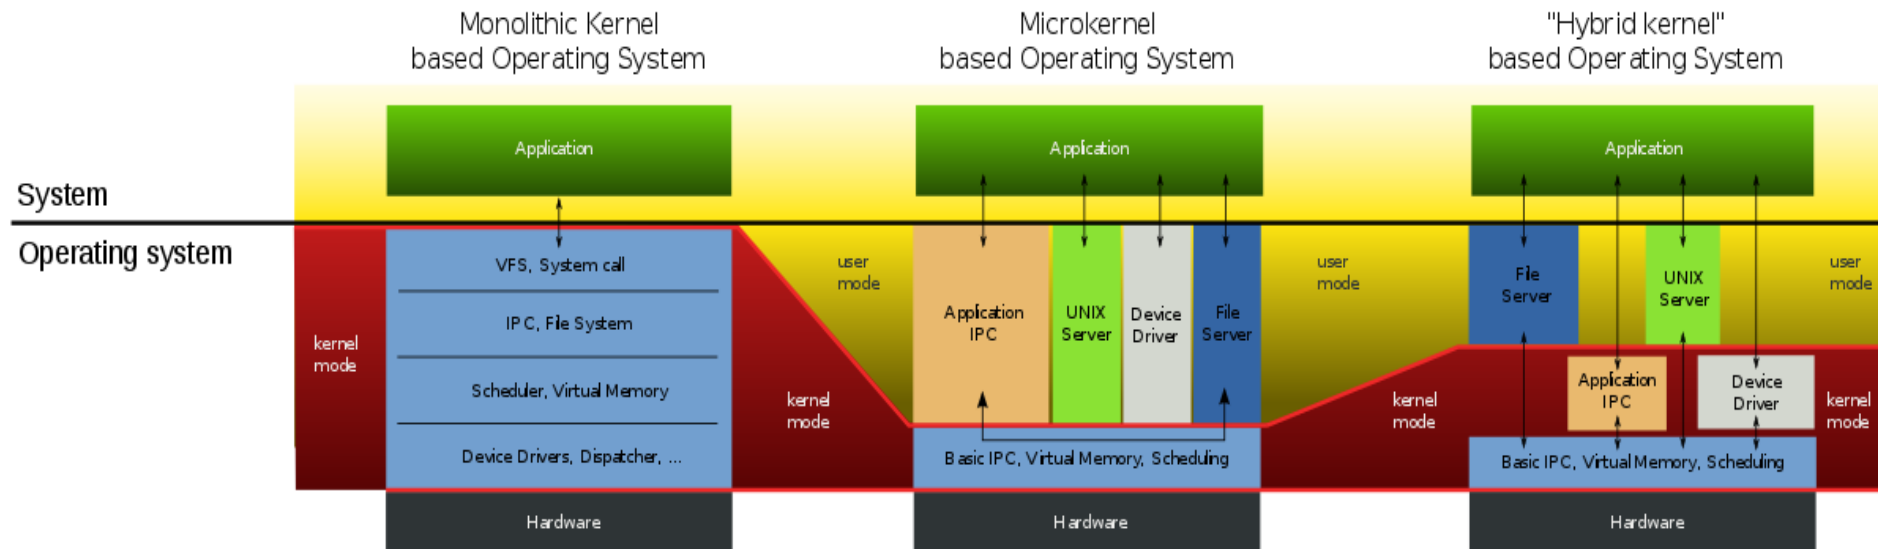 Monolithic Kernel
based Operating System
Microkernel
based Operating System
"Hybrid kernel"
based Operating System
Application
Application
Application
System
Operating system
VFS, System call
IPC, File System
Scheduler, Virtual Memory
Device Drivers, Dispatcher, ...
Hardware
kernel
mode
kernel
mode
user
mode
Application
IPC
UNIX
Server
Device
Driver
File
Server
Basic IPC, Virtual Memory, Scheduling
Hardware
user
mode
kernel
mode
File
Server
UNIX
Server
Application
IPC
Device
Driver
Basic IPC, Virtual Memory, Scheduling
Hardware
user
mode
kernel
mode